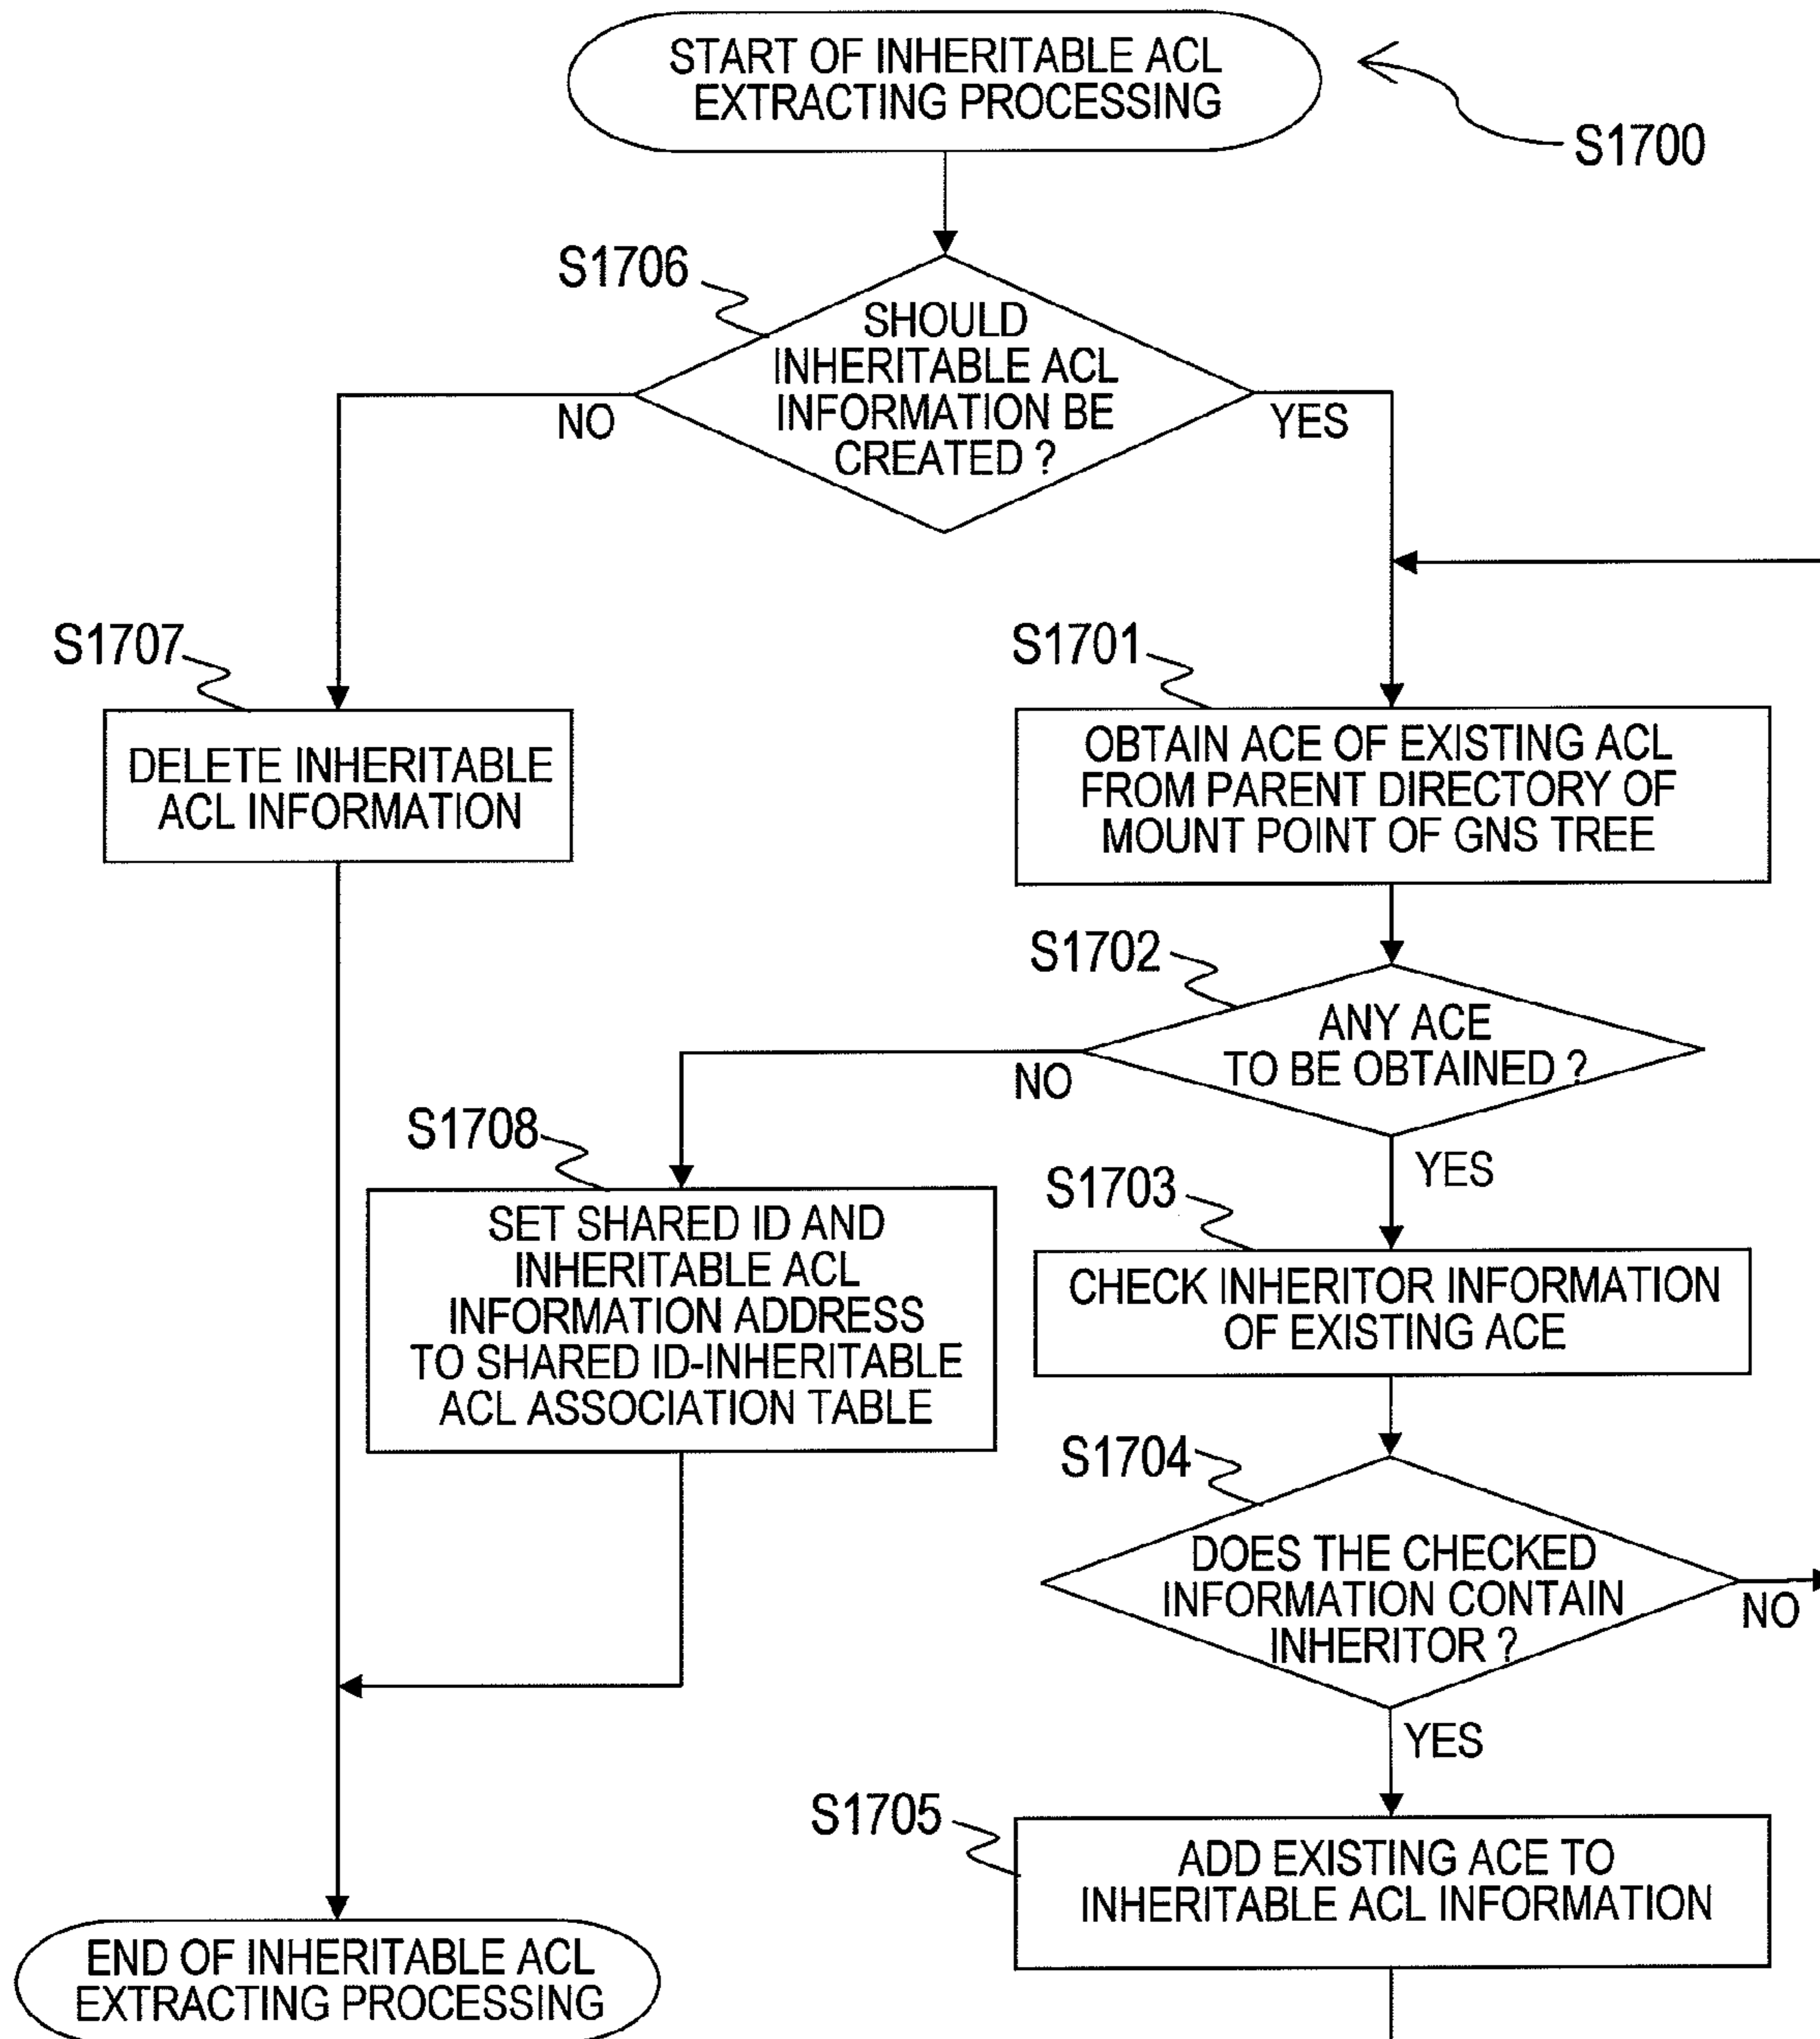 START OF INHERITABLE ACL
EXTRACTING PROCESSING
S1700
S1706
SHOULD
INHERITABLE ACL
INFORMATION BE
CREATED ?
NO
YES
S1707
DELETE INHERITABLE
ACL INFORMATION
S1701
OBTAIN ACE OF EXISTING ACL
FROM PARENT DIRECTORY OF
MOUNT POINT OF GNS TREE
S1702
ANY ACE
TO BE OBTAINED ?
NO
YES
S1708
SET SHARED ID AND
INHERITABLE ACL
INFORMATION ADDRESS
TO SHARED ID-INHERITABLE
ACL ASSOCIATION TABLE
S1703
CHECK INHERITOR INFORMATION
OF EXISTING ACE
S1704
DOES THE CHECKED
INFORMATION CONTAIN
INHERITOR ?
NO
YES
S1705
ADD EXISTING ACE TO
INHERITABLE ACL INFORMATION
END OF INHERITABLE ACL
EXTRACTING PROCESSING